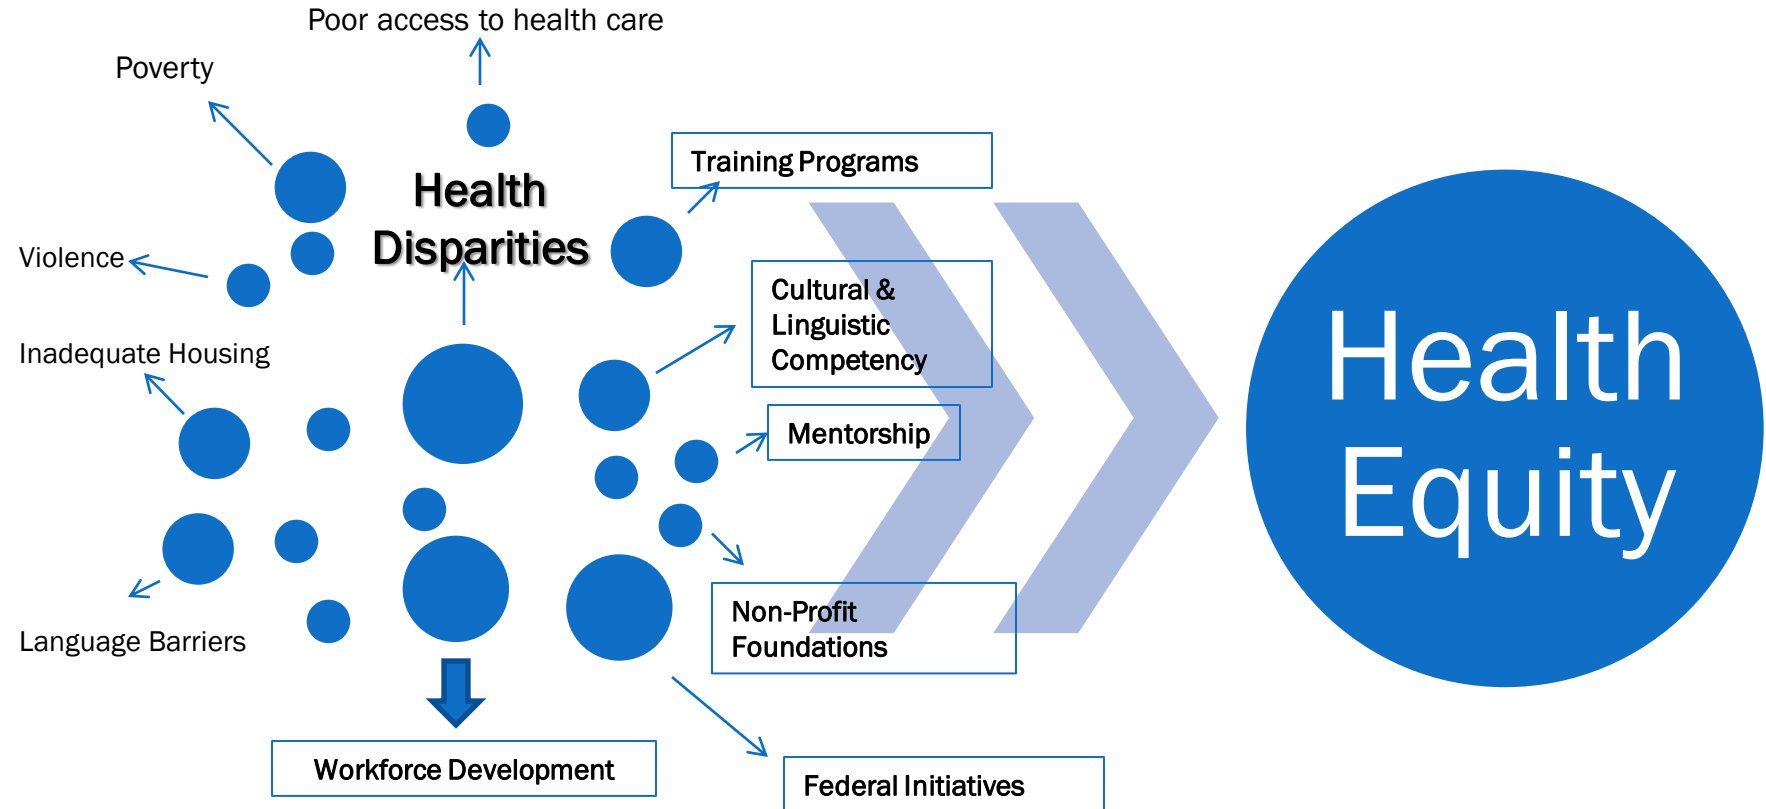 Poor access to health care
Poverty
Health
Disparities
Training Programs
Violence
Cultural &
Linguistic
Competency
Inadequate Housing
Mentorship
Health
Equity
Non-Profit
Foundations
Language Barriers
Workforce Development
Federal Initiatives